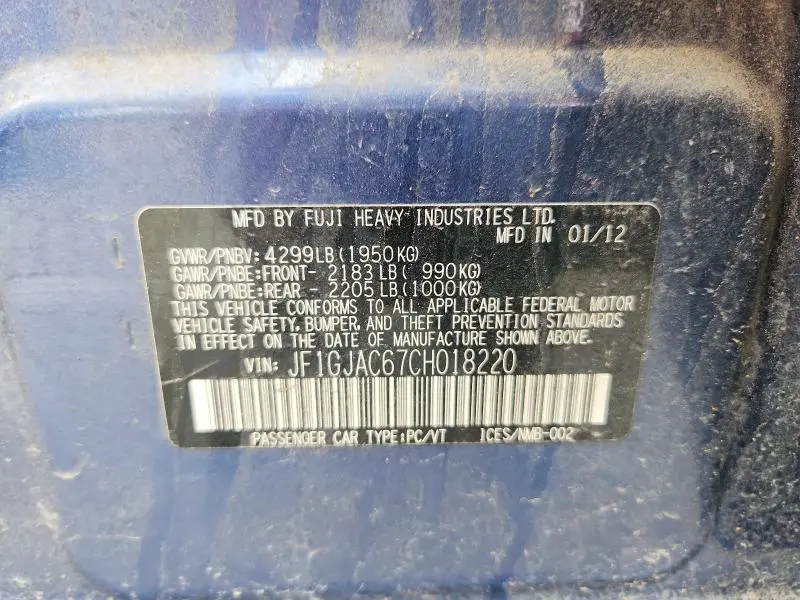 MFD BY FUJI HEAVY INDUSTRIES LTD.
MFD IN 01/12
GVWR/PNBV: 4299LB (1950KG)
GAWR/PNBE:FRONT- 2183LB ( 990KG)
GAWR/PNBE:REAR - 2205LB (1000KG)
THIS VEHICLE CONFORMS TO ALL APPLICABLE FEDERAL MOTOR
VEHICLE SAFETY, BUMPER, AND THEFT PREVENTION STANDARDS
IN EFFECT ON THE DATE OF MANUFACTURE SHOWN ABOVE.
VIN: JF1GJAC67CH018220
PASSENGER CAR TYPE:PC/VT ICES/NMB-002